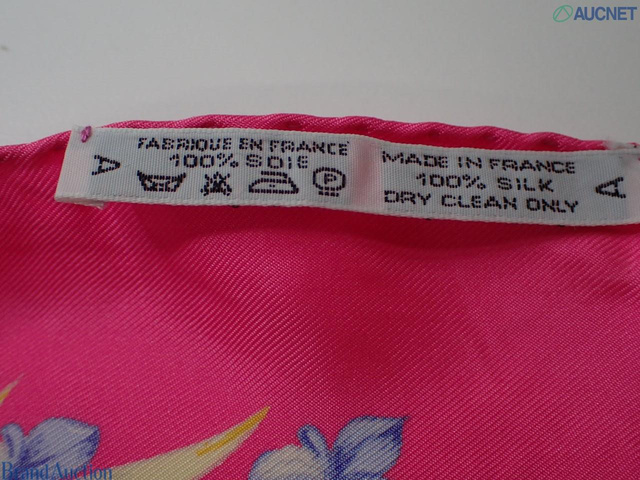 AUCNET
A
FABRIQUE EN FRANCE
100% SOIE
P
MADE IN FRANCE
100% SILK
DRY CLEAN ONLY
A
Brand Auction